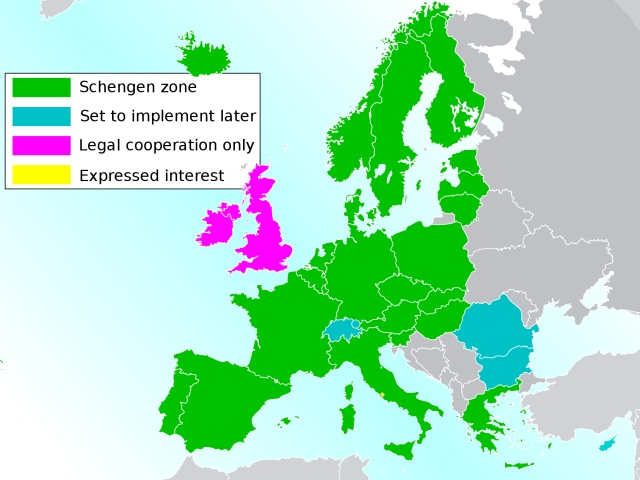 Schengen zone
Set to implement later
Legal cooperation only
Expressed interest